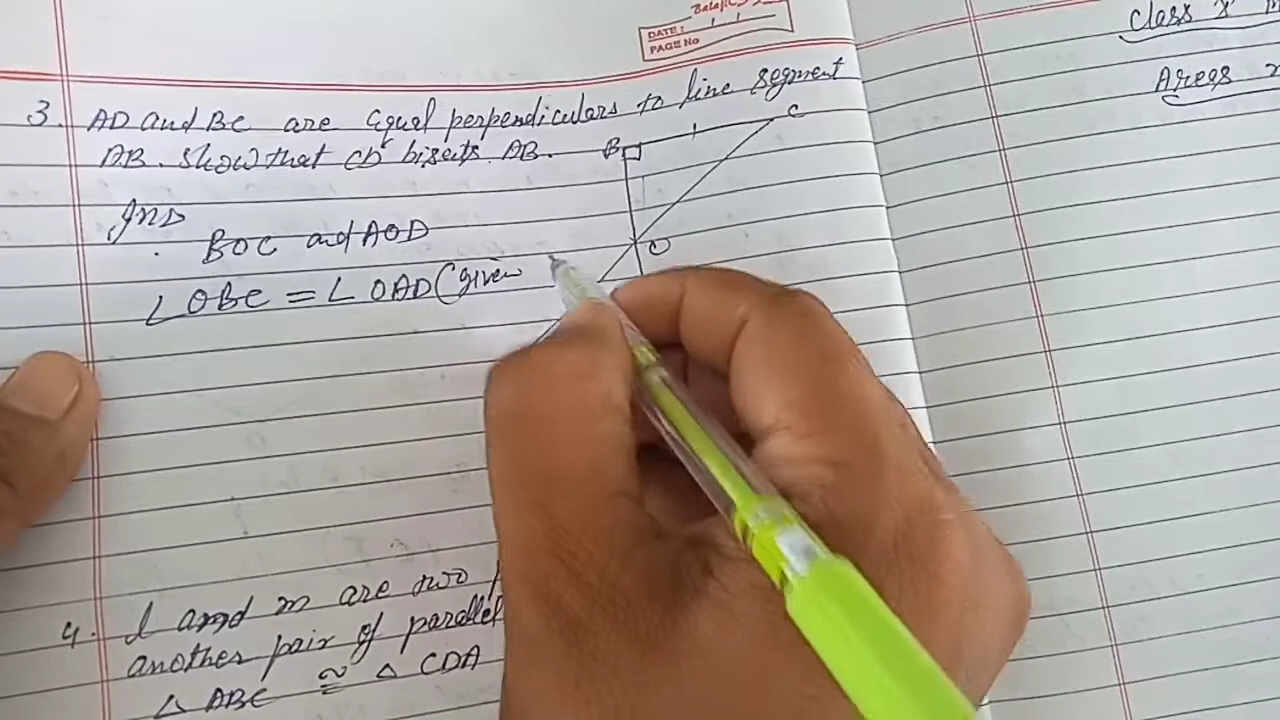 DATE:
PAGE No
Class X
3. AD and BC are equal perpendiculars to line segment
AB. Show that CD bisects AB.
Areas
B
C
In Δ
BOC and AOD
O
∠OBC = ∠OAD (given
4. l and m are two
another pair of parallel
△ ABC ≅ △ CDA